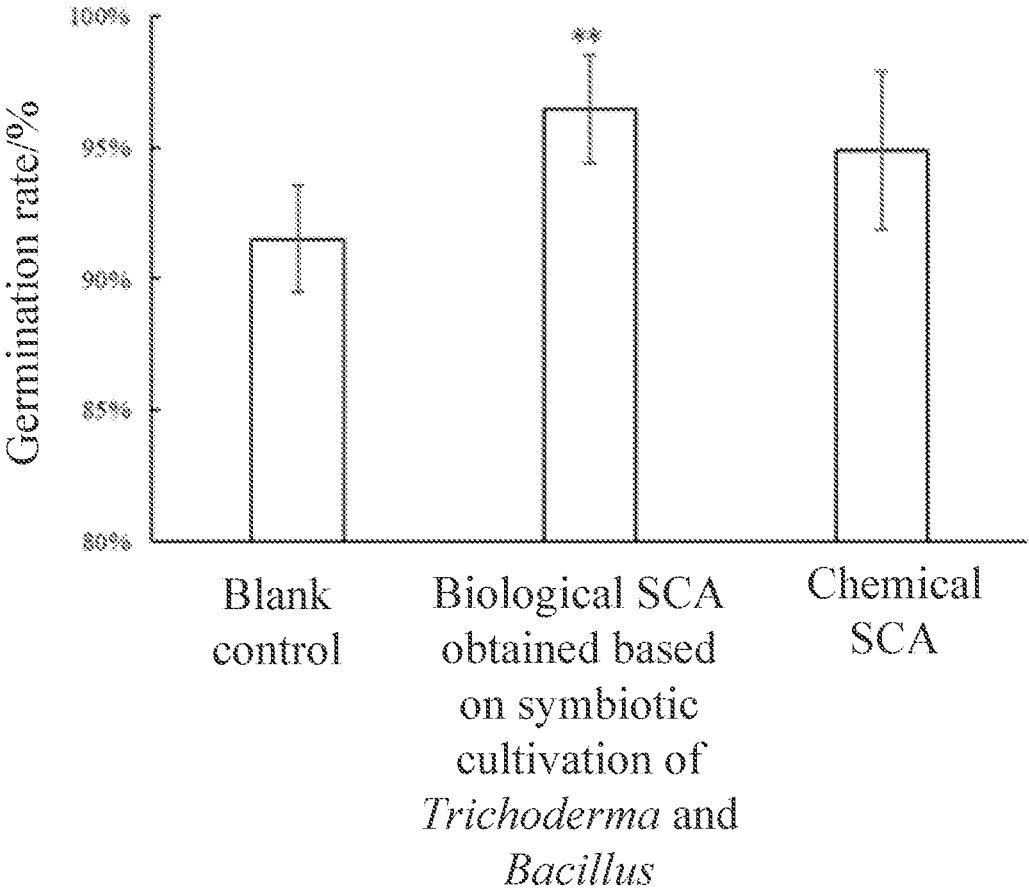 100%
95%
90%
85%
80%
Germination rate/%
**
Blank
control
Biological SCA
obtained based
on symbiotic
cultivation of
Trichoderma and
Bacillus
Chemical
SCA